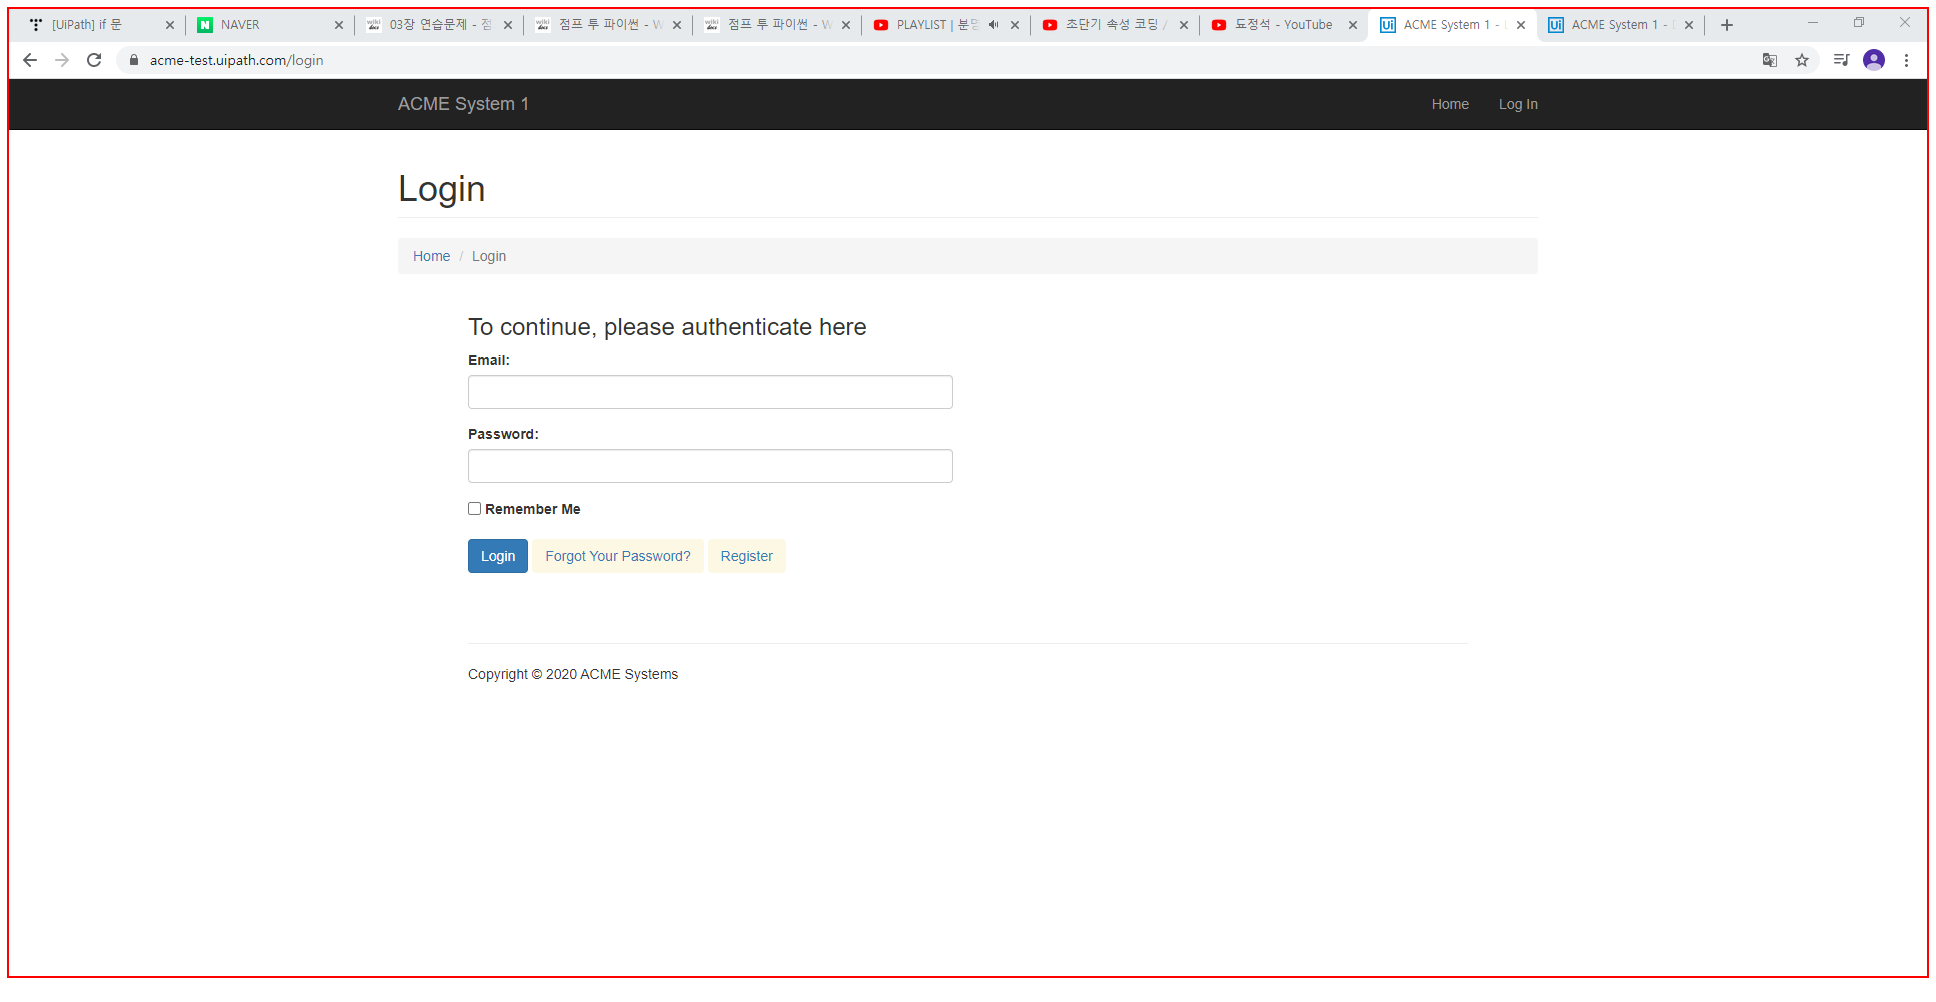 [UiPath] if 문
NAVER
03장 연습문제 - 점
점프 투 파이썬 - W
점프 투 파이썬 - W
PLAYLIST | 분명
초단기 속성 코딩 /
됴정석 - YouTube
ACME System 1 -
ACME System 1 -
acme-test.uipath.com/login
ACME System 1
Home
Log In
Login
Home / Login
To continue, please authenticate here
Email:
Password:
Remember Me
Login
Forgot Your Password?
Register
Copyright © 2020 ACME Systems